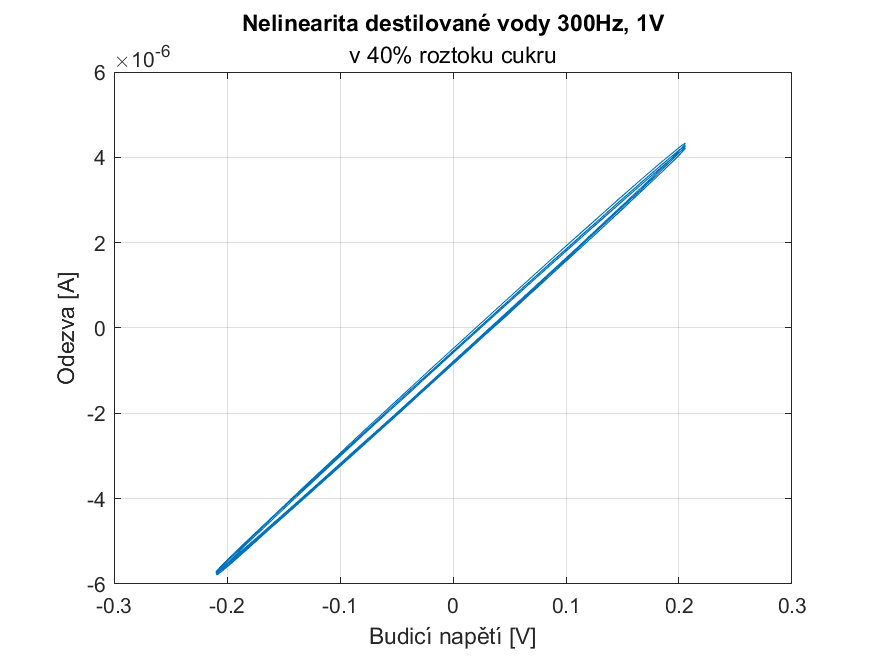 Nelinearita destilované vody 300Hz, 1V
v 40% roztoku cukru
×10-6
6
4
2
0
-2
-4
-6
-0.3 -0.2 -0.1 0 0.1 0.2 0.3
Odezva [A]
Budicí napětí [V]